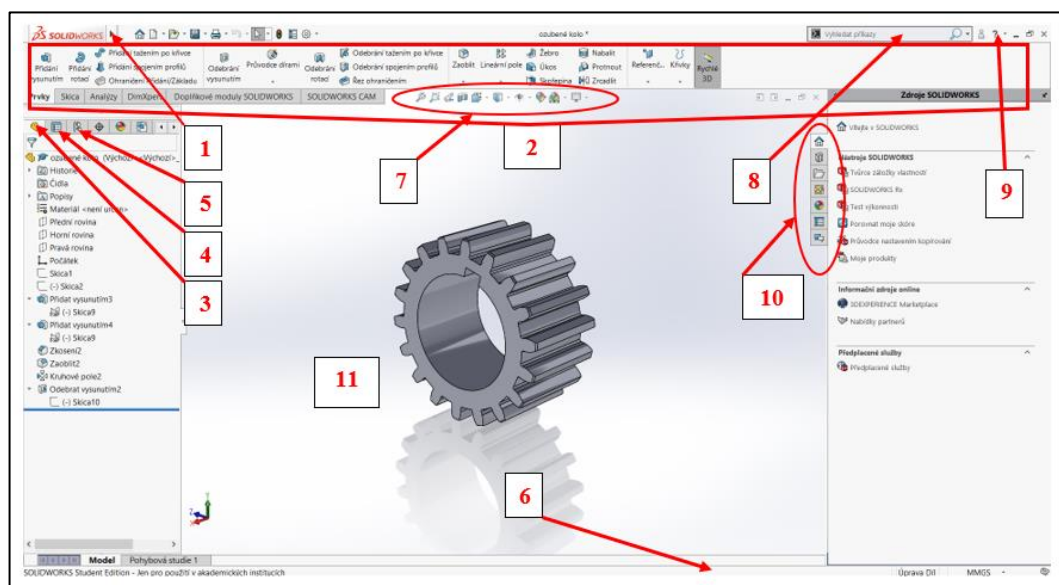 SOLIDWORKS
ozubené kolo *
Vyhledat příkazy
Přidání vysunutím
Přidání rotací
Přidání tažením po křivce
Přidání spojením profilů
Ohraničení Přidání/Základu
Odebrání vysunutím
Průvodce dírami
Odebrání rotací
Odebrání tažením po křivce
Odebrání spojením profilů
Řez ohraničením
Zaoblit
Lineární pole
Žebro
Úkos
Skořepina
Nabalit
Protnout
Zrcadlit
Referenč...
Křivky
Rychlé 3D
Prvky Skica Analýzy DimXpert Doplňkové moduly SOLIDWORKS SOLIDWORKS CAM
Zdroje SOLIDWORKS
1
2
7
8
9
5
4
3
10
11
6
ozubené kolo (Výchozí<<Výchozí>_
Historie
Čidla
Popisy
Materiál <není určen>
Přední rovina
Horní rovina
Pravá rovina
Počátek
Skica1
(-) Skica2
Přidat vysunutím3
(-) Skica9
Přidat vysunutím4
(-) Skica9
Zkosení2
Zaoblit2
Kruhové pole2
Odebrat vysunutím2
(-) Skica10
Vítejte v SOLIDWORKS
Nástroje SOLIDWORKS
Tvůrce záložky vlastností
SOLIDWORKS Rx
Test výkonnosti
Porovnat moje skóre
Průvodce nastavením kopírování
Moje produkty
Informační zdroje online
3DEXPERIENCE Marketplace
Nabídky partnerů
Předplacené služby
Předplacené služby
Model Pohybová studie 1
SOLIDWORKS Student Edition - Jen pro použití v akademických institucích
Úprava Díl MMGS